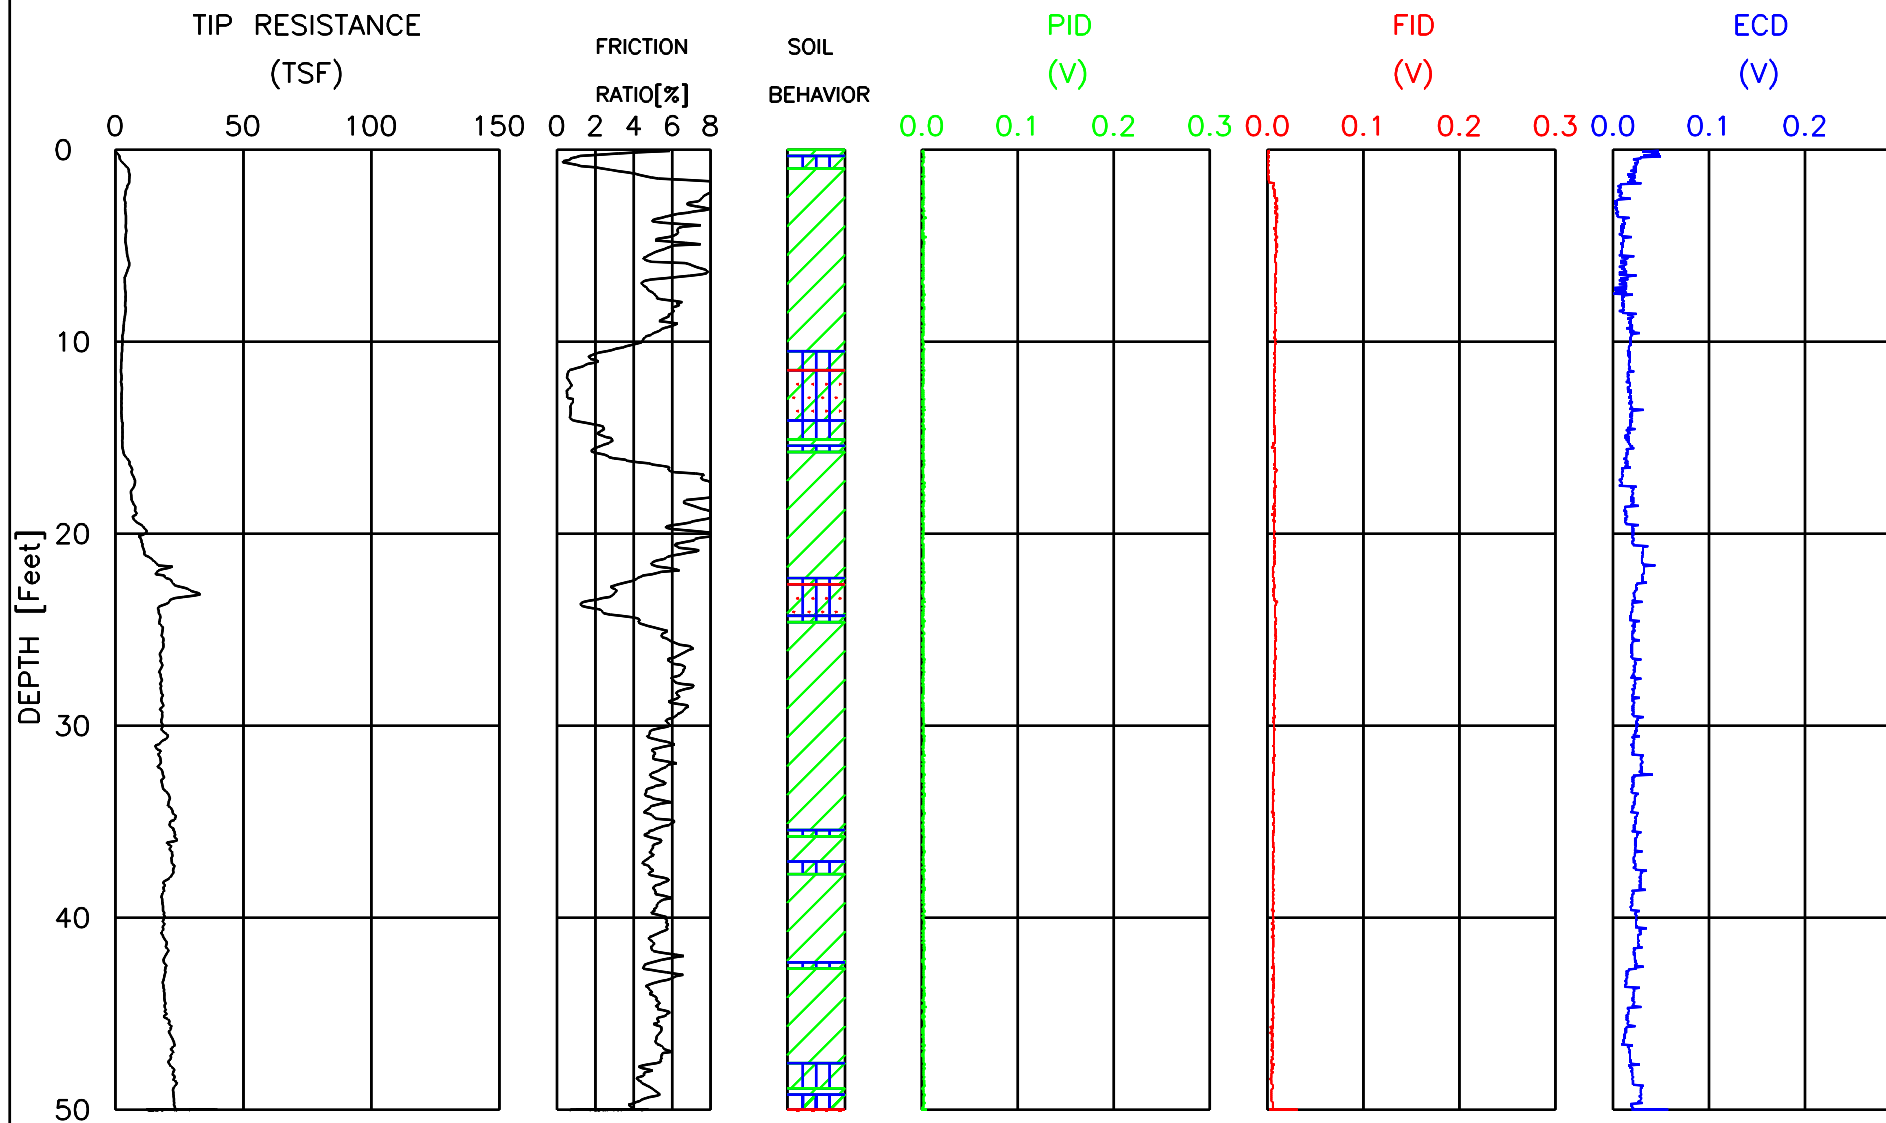 TIP RESISTANCE
(TSF)
0 50 100 150
FRICTION
RATIO[%]
0 2 4 6 8
SOIL
BEHAVIOR
PID
(V)
0.0 0.1 0.2 0.3
FID
(V)
0.0 0.1 0.2 0.3
ECD
(V)
0.0 0.1 0.2
DEPTH [Feet]
0
10
20
30
40
50